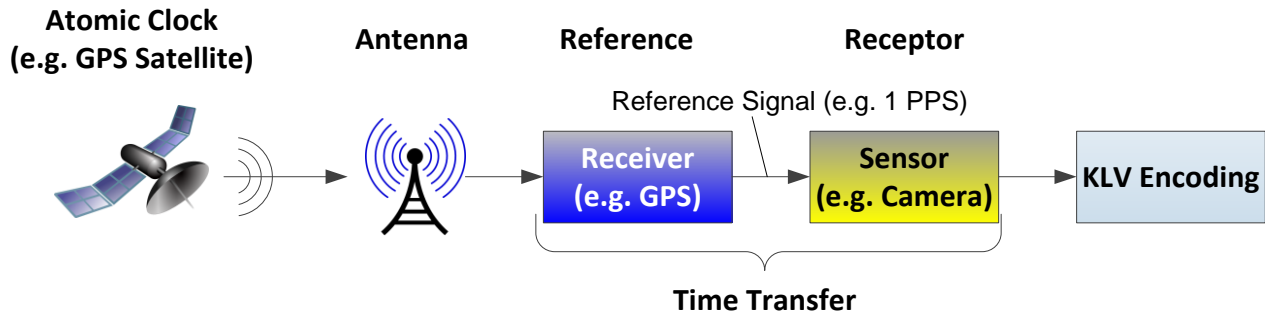 Atomic Clock
(e.g. GPS Satellite)
Antenna
Reference
Receptor
Reference Signal (e.g. 1 PPS)
Receiver
(e.g. GPS)
Sensor
(e.g. Camera)
KLV Encoding
Time Transfer